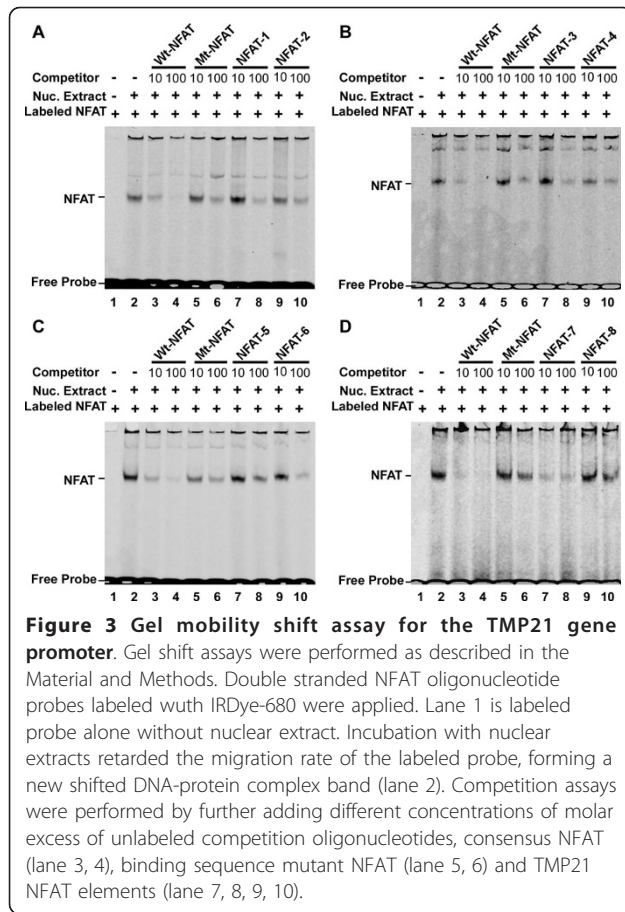 A
Wt-NFAT Mt-NFAT NFAT-1 NFAT-2
Competitor - - 10 100 10 100 10 100 10 100
Nuc. Extract - + + + + + + + + +
Labeled NFAT + + + + + + + + + +
NFAT
Free Probe
1 2 3 4 5 6 7 8 9 10
B
Wt-NFAT Mt-NFAT NFAT-3 NFAT-4
Competitor - - 10 100 10 100 10 100 10 100
Nuc. Extract - + + + + + + + + +
Labeled NFAT + + + + + + + + + +
NFAT
Free Probe
1 2 3 4 5 6 7 8 9 10
C
Wt-NFAT Mt-NFAT NFAT-5 NFAT-6
Competitor - - 10 100 10 100 10 100 10 100
Nuc. Extract - + + + + + + + + +
Labeled NFAT + + + + + + + + + +
NFAT
Free Probe
1 2 3 4 5 6 7 8 9 10
D
Wt-NFAT Mt-NFAT NFAT-7 NFAT-8
Competitor - - 10 100 10 100 10 100 10 100
Nuc. Extract - + + + + + + + + +
Labeled NFAT + + + + + + + + + +
NFAT
Free Probe
1 2 3 4 5 6 7 8 9 10
Figure 3 Gel mobility shift assay for the TMP21 gene
promoter. Gel shift assays were performed as described in the
Material and Methods. Double stranded NFAT oligonucleotide
probes labeled wuth IRDye-680 were applied. Lane 1 is labeled
probe alone without nuclear extract. Incubation with nuclear
extracts retarded the migration rate of the labeled probe, forming a
new shifted DNA-protein complex band (lane 2). Competition assays
were performed by further adding different concentrations of molar
excess of unlabeled competition oligonucleotides, consensus NFAT
(lane 3, 4), binding sequence mutant NFAT (lane 5, 6) and TMP21
NFAT elements (lane 7, 8, 9, 10).